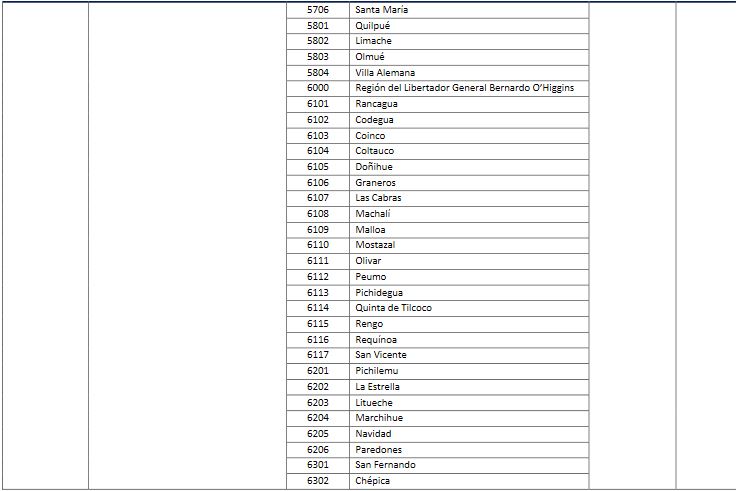 5706 Santa María
5801 Quilpué
5802 Limache
5803 Olmué
5804 Villa Alemana
6000 Región del Libertador General Bernardo O’Higgins
6101 Rancagua
6102 Codegua
6103 Coinco
6104 Coltauco
6105 Doñihue
6106 Graneros
6107 Las Cabras
6108 Machalí
6109 Malloa
6110 Mostazal
6111 Olivar
6112 Peumo
6113 Pichidegua
6114 Quinta de Tilcoco
6115 Rengo
6116 Requínoa
6117 San Vicente
6201 Pichilemu
6202 La Estrella
6203 Litueche
6204 Marchihue
6205 Navidad
6206 Paredones
6301 San Fernando
6302 Chépica